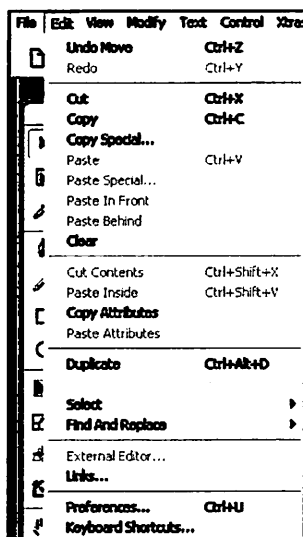 File Edit View Modify Text Control Xtras
Undo Move Ctrl+Z
Redo Ctrl+Y
Cut Ctrl+X
Copy Ctrl+C
Copy Special...
Paste Ctrl+V
Paste Special...
Paste In Front
Paste Behind
Clear
Cut Contents Ctrl+Shift+X
Paste Inside Ctrl+Shift+V
Copy Attributes
Paste Attributes
Duplicate Ctrl+Alt+D
Select
Find And Replace
External Editor...
Links...
Preferences... Ctrl+U
Keyboard Shortcuts...